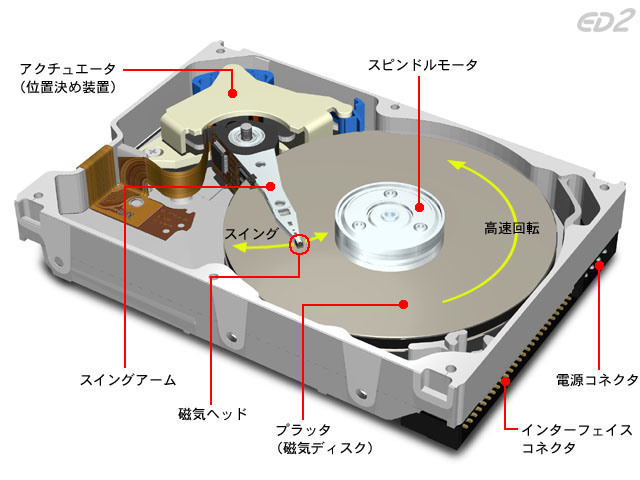 ED2
アクチュエータ
（位置決め装置）
スピンドルモータ
スイング
高速回転
スイングアーム
磁気ヘッド
プラッタ
（磁気ディスク）
電源コネクタ
インターフェイス
コネクタ